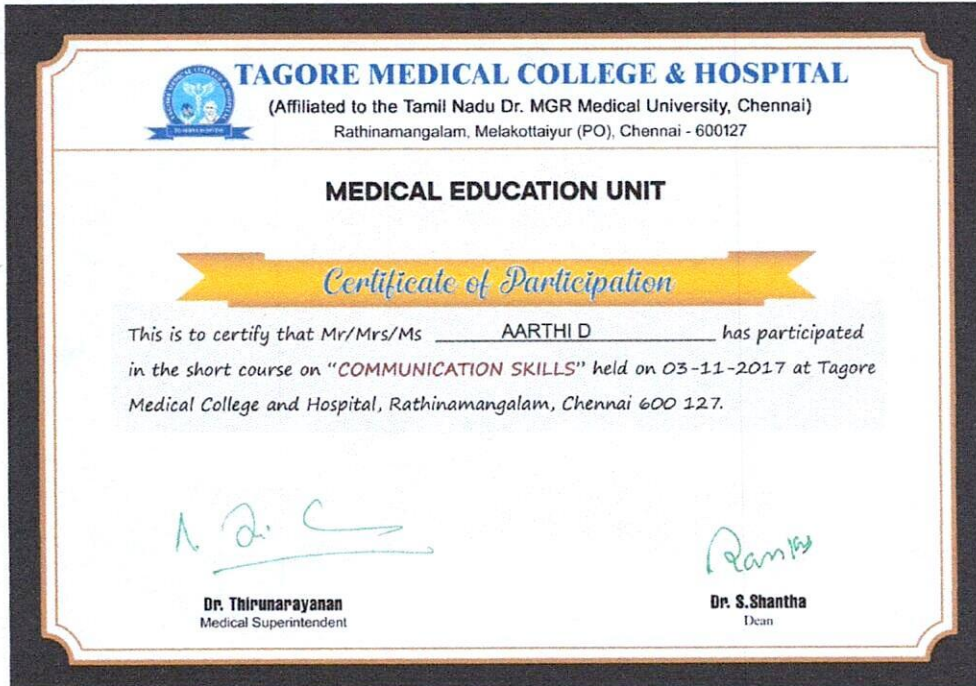 TAGORE MEDICAL COLLEGE & HOSPITAL
(Affiliated to the Tamil Nadu Dr. MGR Medical University, Chennai)
Rathinamangalam, Melakottaiyur (PO), Chennai - 600127
MEDICAL EDUCATION UNIT
Certificate of Participation
This is to certify that Mr/Mrs/Ms AARTHI D has participated
in the short course on "COMMUNICATION SKILLS" held on 03-11-2017 at Tagore
Medical College and Hospital, Rathinamangalam, Chennai 600 127.
Dr. Thirunarayanan
Medical Superintendent
Dr. S.Shantha
Dean